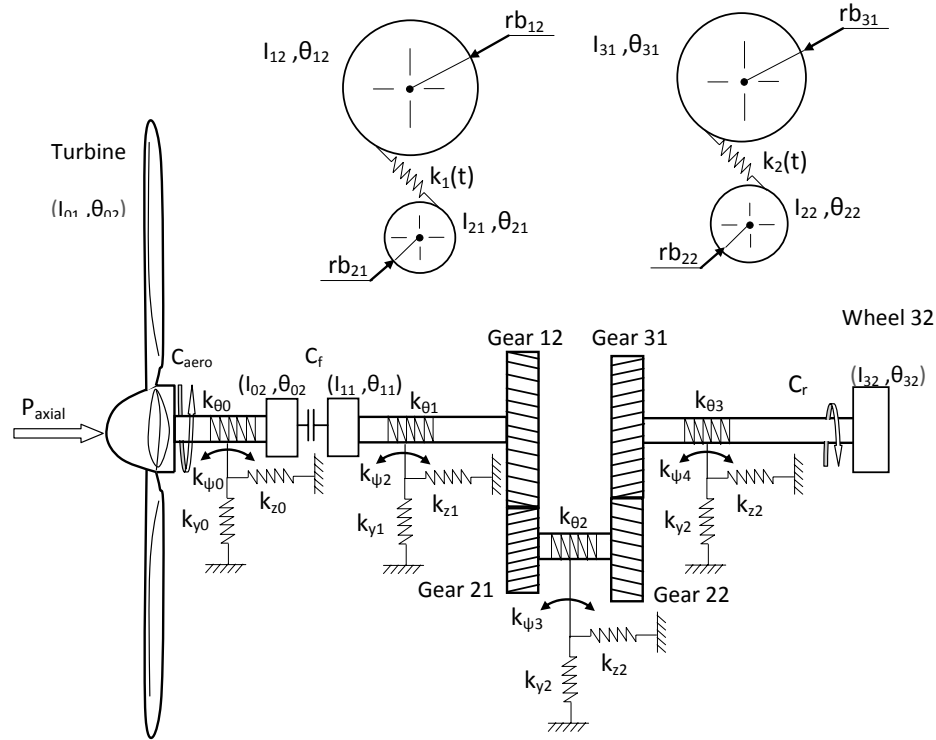 rb12
I12 ,θ12
rb31
I31 ,θ31
k1(t)
k2(t)
I21 ,θ21
I22 ,θ22
rb21
rb22
Turbine
(I01 ,θ02)
Wheel 32
Gear 12
Gear 31
Caero
Cf
(I02 ,θ02)
(I11 ,θ11)
Cr
(I32 ,θ32)
Paxial
kθ0
kθ1
kθ3
kψ0
kz0
kψ2
kz1
kψ4
kz2
ky0
ky1
kθ2
ky2
Gear 21
Gear 22
kψ3
kz2
ky2